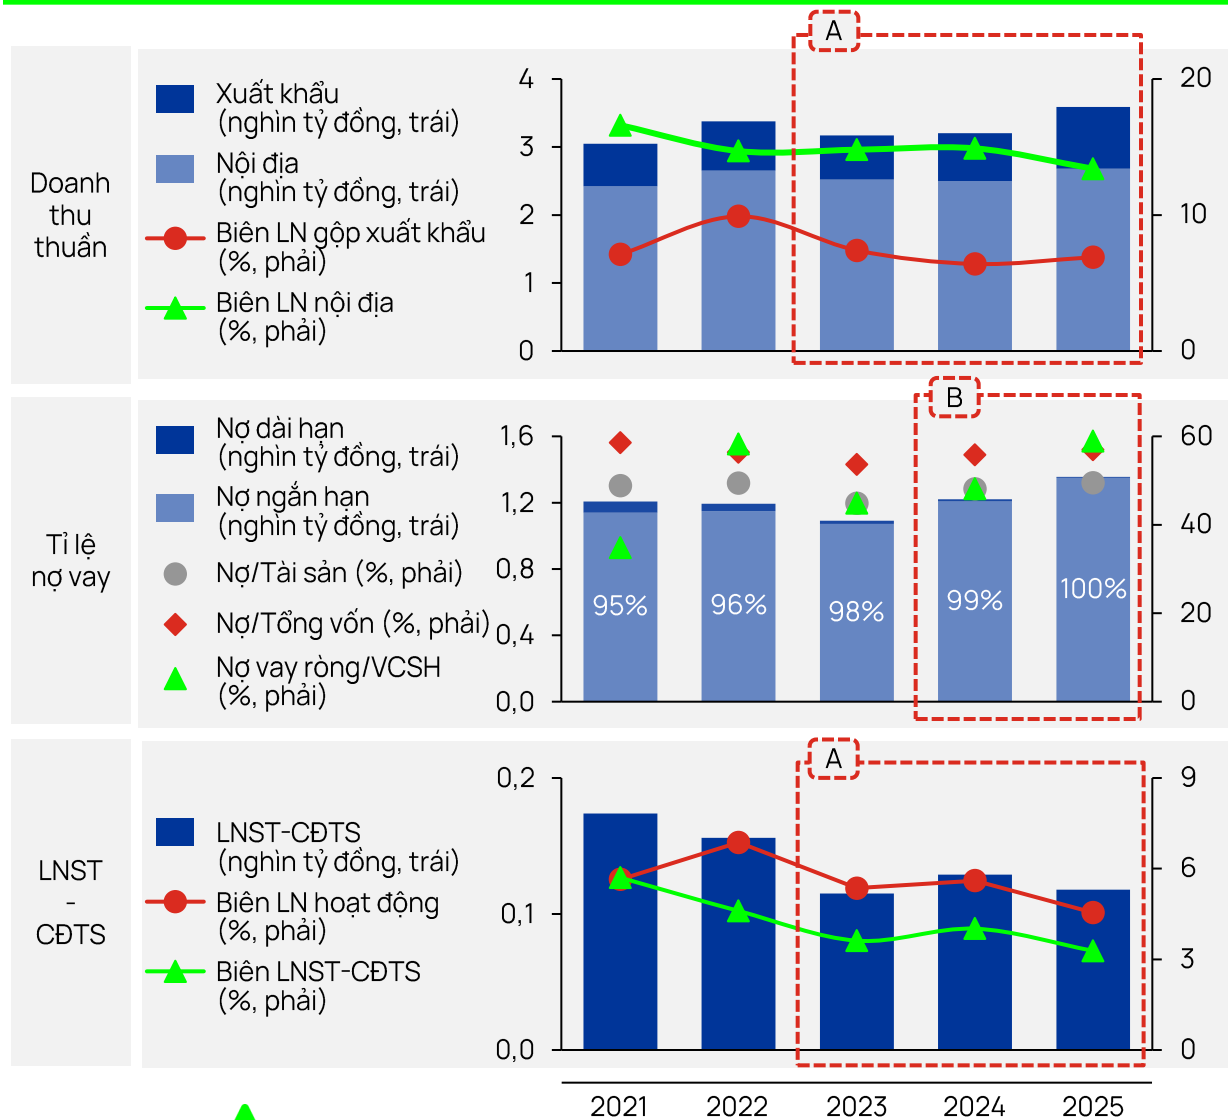 A
Doanh
thu
thuần
Xuất khẩu
(nghìn tỷ đồng, trái)
Nội địa
(nghìn tỷ đồng, trái)
Biên LN gộp xuất khẩu
(%, phải)
Biên LN nội địa
(%, phải)
4
3
2
1
0
20
10
0
B
Tỉ lệ
nợ vay
Nợ dài hạn
(nghìn tỷ đồng, trái)
Nợ ngắn hạn
(nghìn tỷ đồng, trái)
Nợ/Tài sản (%, phải)
Nợ/Tổng vốn (%, phải)
Nợ vay ròng/VCSH
(%, phải)
1,6
1,2
0,8
0,4
0,0
95%
96%
98%
99%
100%
60
40
20
0
A
LNST
-
CĐTS
LNST-CĐTS
(nghìn tỷ đồng, trái)
Biên LN hoạt động
(%, phải)
Biên LNST-CĐTS
(%, phải)
0,2
0,1
0,0
9
6
3
0
2021 2022 2023 2024 2025